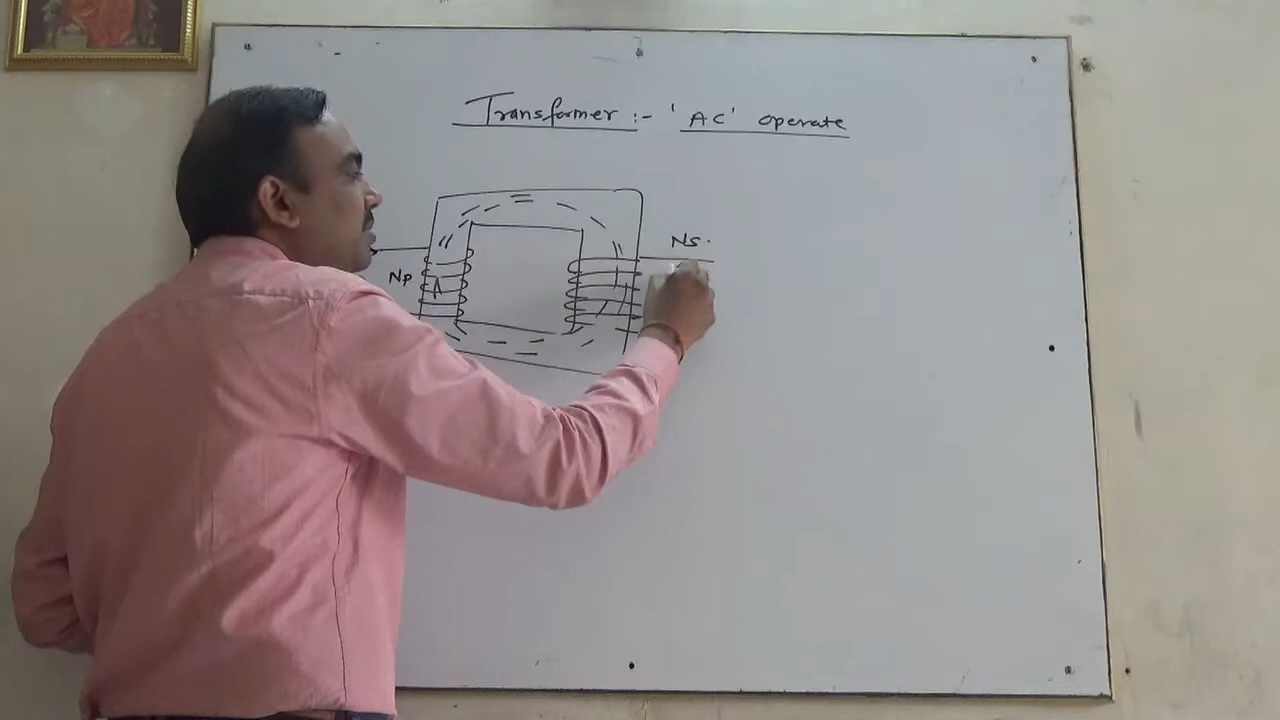 Transformer :- 'AC' operate
Ns.
Np